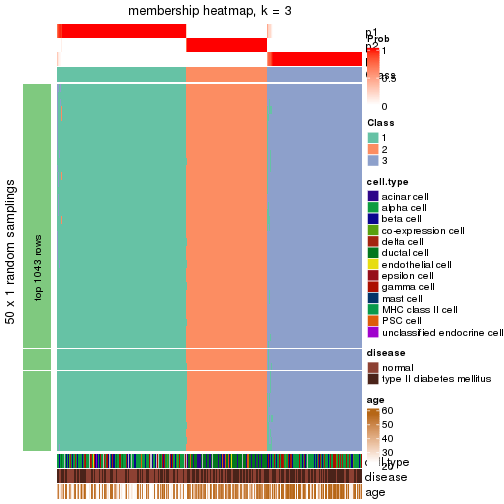 membership heatmap, k = 3
p1
p2
Prob
1
0.5
0
Class
1
2
3
cell.type
acinar cell
alpha cell
beta cell
co-expression cell
delta cell
ductal cell
endothelial cell
epsilon cell
gamma cell
mast cell
MHC class II cell
PSC cell
unclassified endocrine cell
disease
normal
type II diabetes mellitus
age
60
50
40
30
20
50 x 1 random samplings
top 1043 rows
cell.type
disease
age